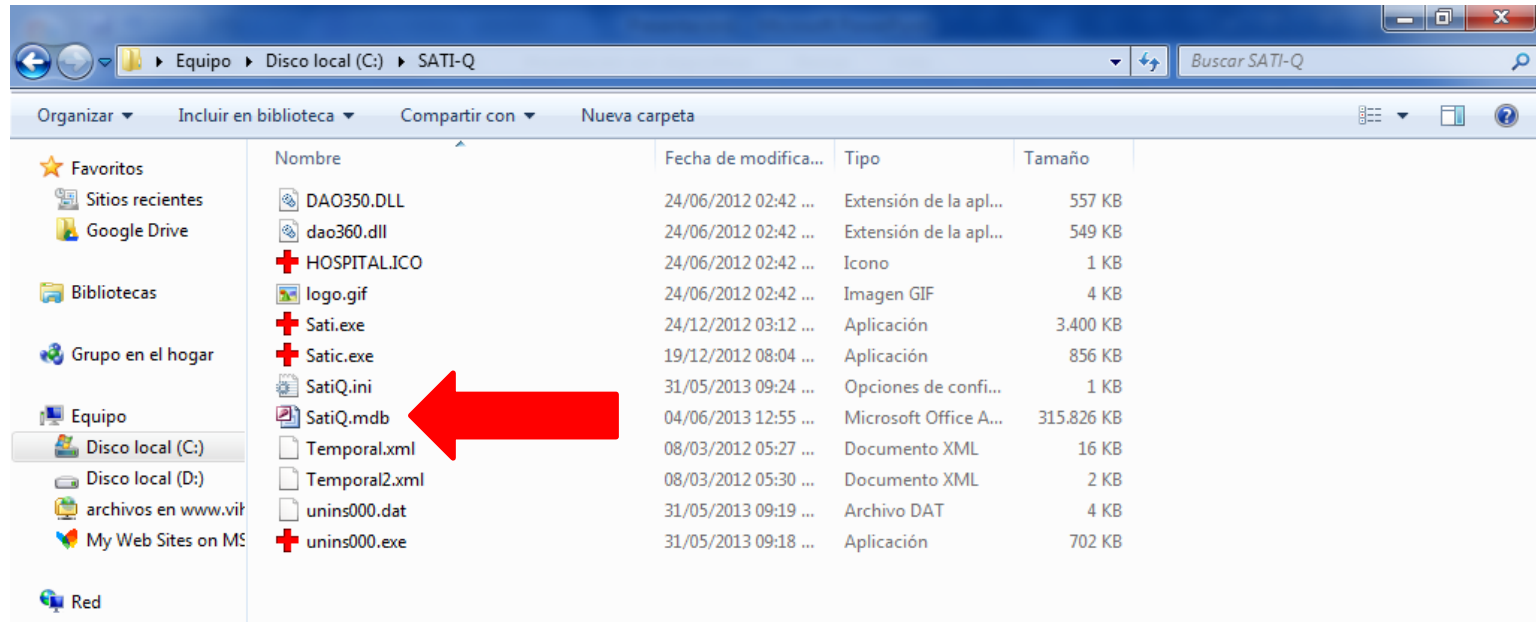 Equipo ▸ Disco local (C:) ▸ SATI-Q
Buscar SATI-Q
Organizar Incluir en biblioteca Compartir con Nueva carpeta
Favoritos
Sitios recientes
Google Drive
Bibliotecas
Grupo en el hogar
Equipo
Disco local (C:)
Disco local (D:)
archivos en www.vih
My Web Sites on MS
Red
Nombre Fecha de modifica... Tipo Tamaño
DAO350.DLL 24/06/2012 02:42 ... Extensión de la apl... 557 KB
dao360.dll 24/06/2012 02:42 ... Extensión de la apl... 549 KB
HOSPITAL.ICO 24/06/2012 02:42 ... Icono 1 KB
logo.gif 24/06/2012 02:42 ... Imagen GIF 4 KB
Sati.exe 24/12/2012 03:12 ... Aplicación 3.400 KB
Satic.exe 19/12/2012 08:04 ... Aplicación 856 KB
SatiQ.ini 31/05/2013 09:24 ... Opciones de confi... 1 KB
SatiQ.mdb 04/06/2013 12:55 ... Microsoft Office A... 315.826 KB
Temporal.xml 08/03/2012 05:27 ... Documento XML 16 KB
Temporal2.xml 08/03/2012 05:30 ... Documento XML 2 KB
unins000.dat 31/05/2013 09:19 ... Archivo DAT 4 KB
unins000.exe 31/05/2013 09:18 ... Aplicación 702 KB